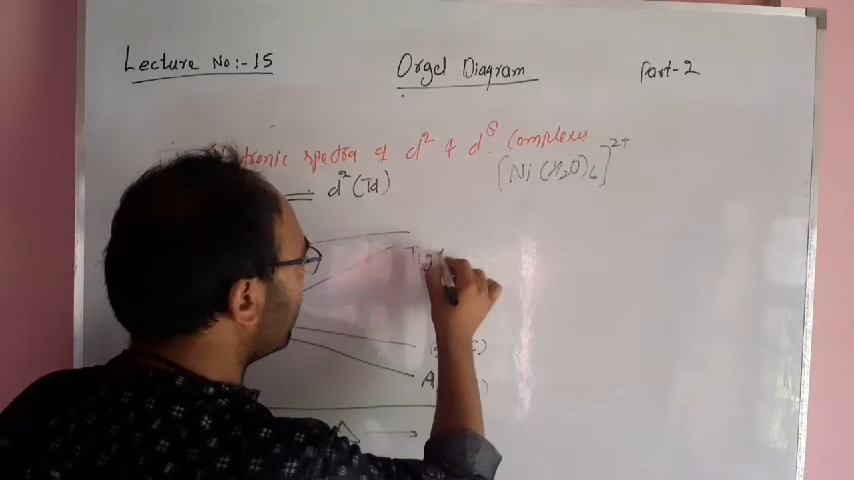 Lecture No:- 15
Orgel Diagram
Part-2
tronic spectra of d² & d⁸ complexes
[Ni(H₂O)₆]²⁺
= d²(Td)
T₁g
A
Δ →